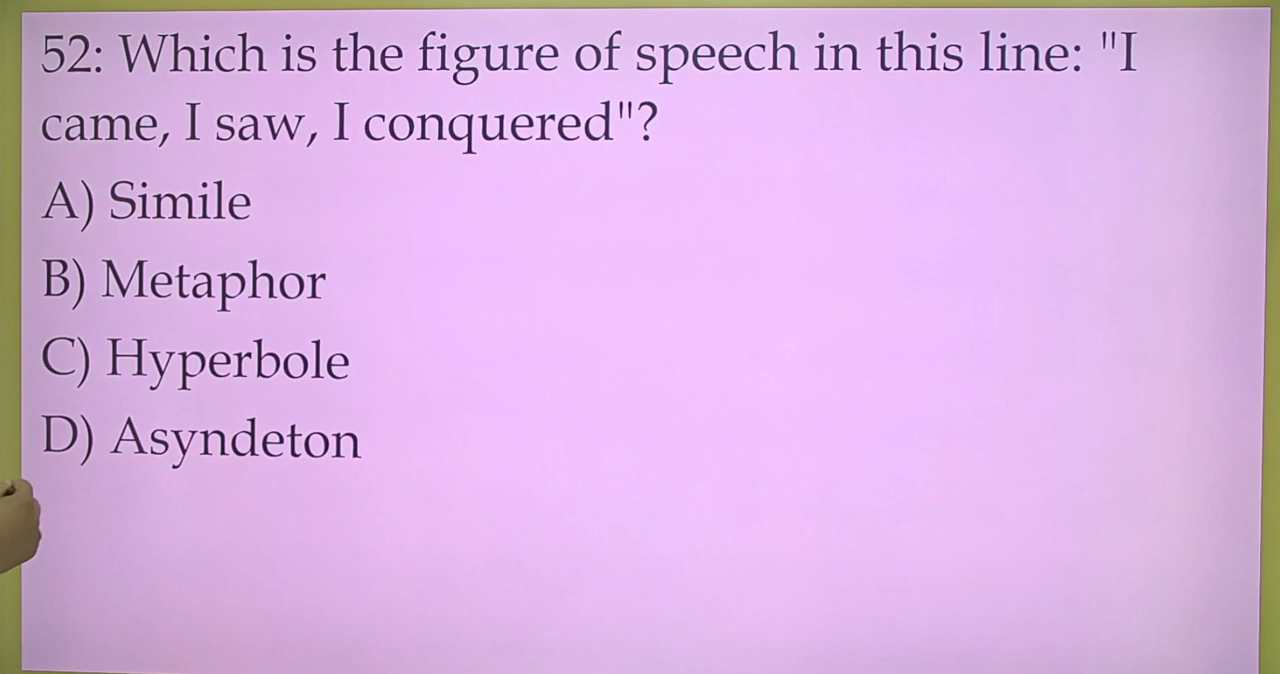 52: Which is the figure of speech in this line: "I
came, I saw, I conquered"?
A) Simile
B) Metaphor
C) Hyperbole
D) Asyndeton